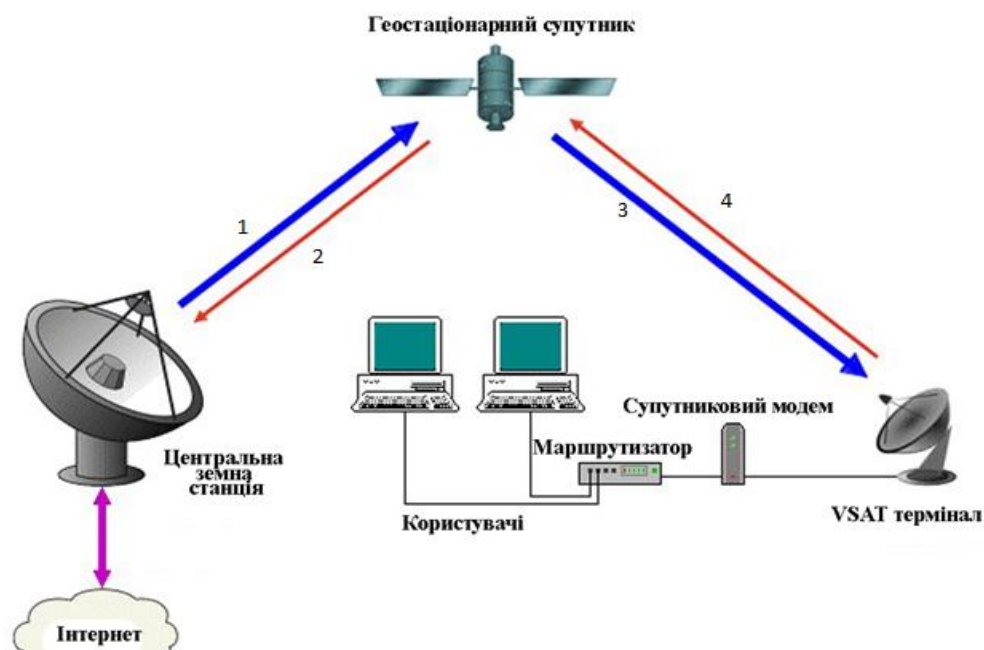 Геостаціонарний супутник
1
2
3
4
Центральна
земна
станція
Супутниковий модем
Маршрутизатор
Користувачі
VSAT термінал
Інтернет